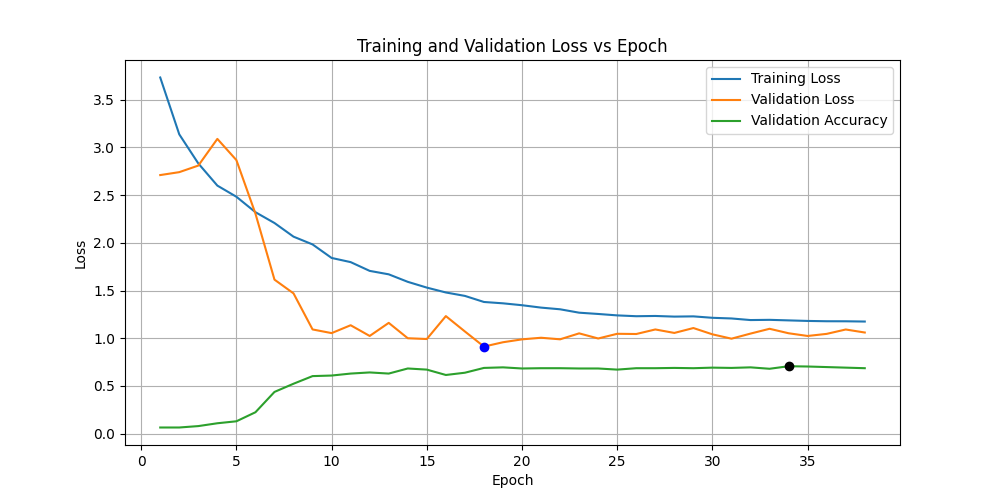 Training and Validation Loss vs Epoch
Training Loss
Validation Loss
Validation Accuracy
Loss
3.5
3.0
2.5
2.0
1.5
1.0
0.5
0.0
0 5 10 15 20 25 30 35
Epoch